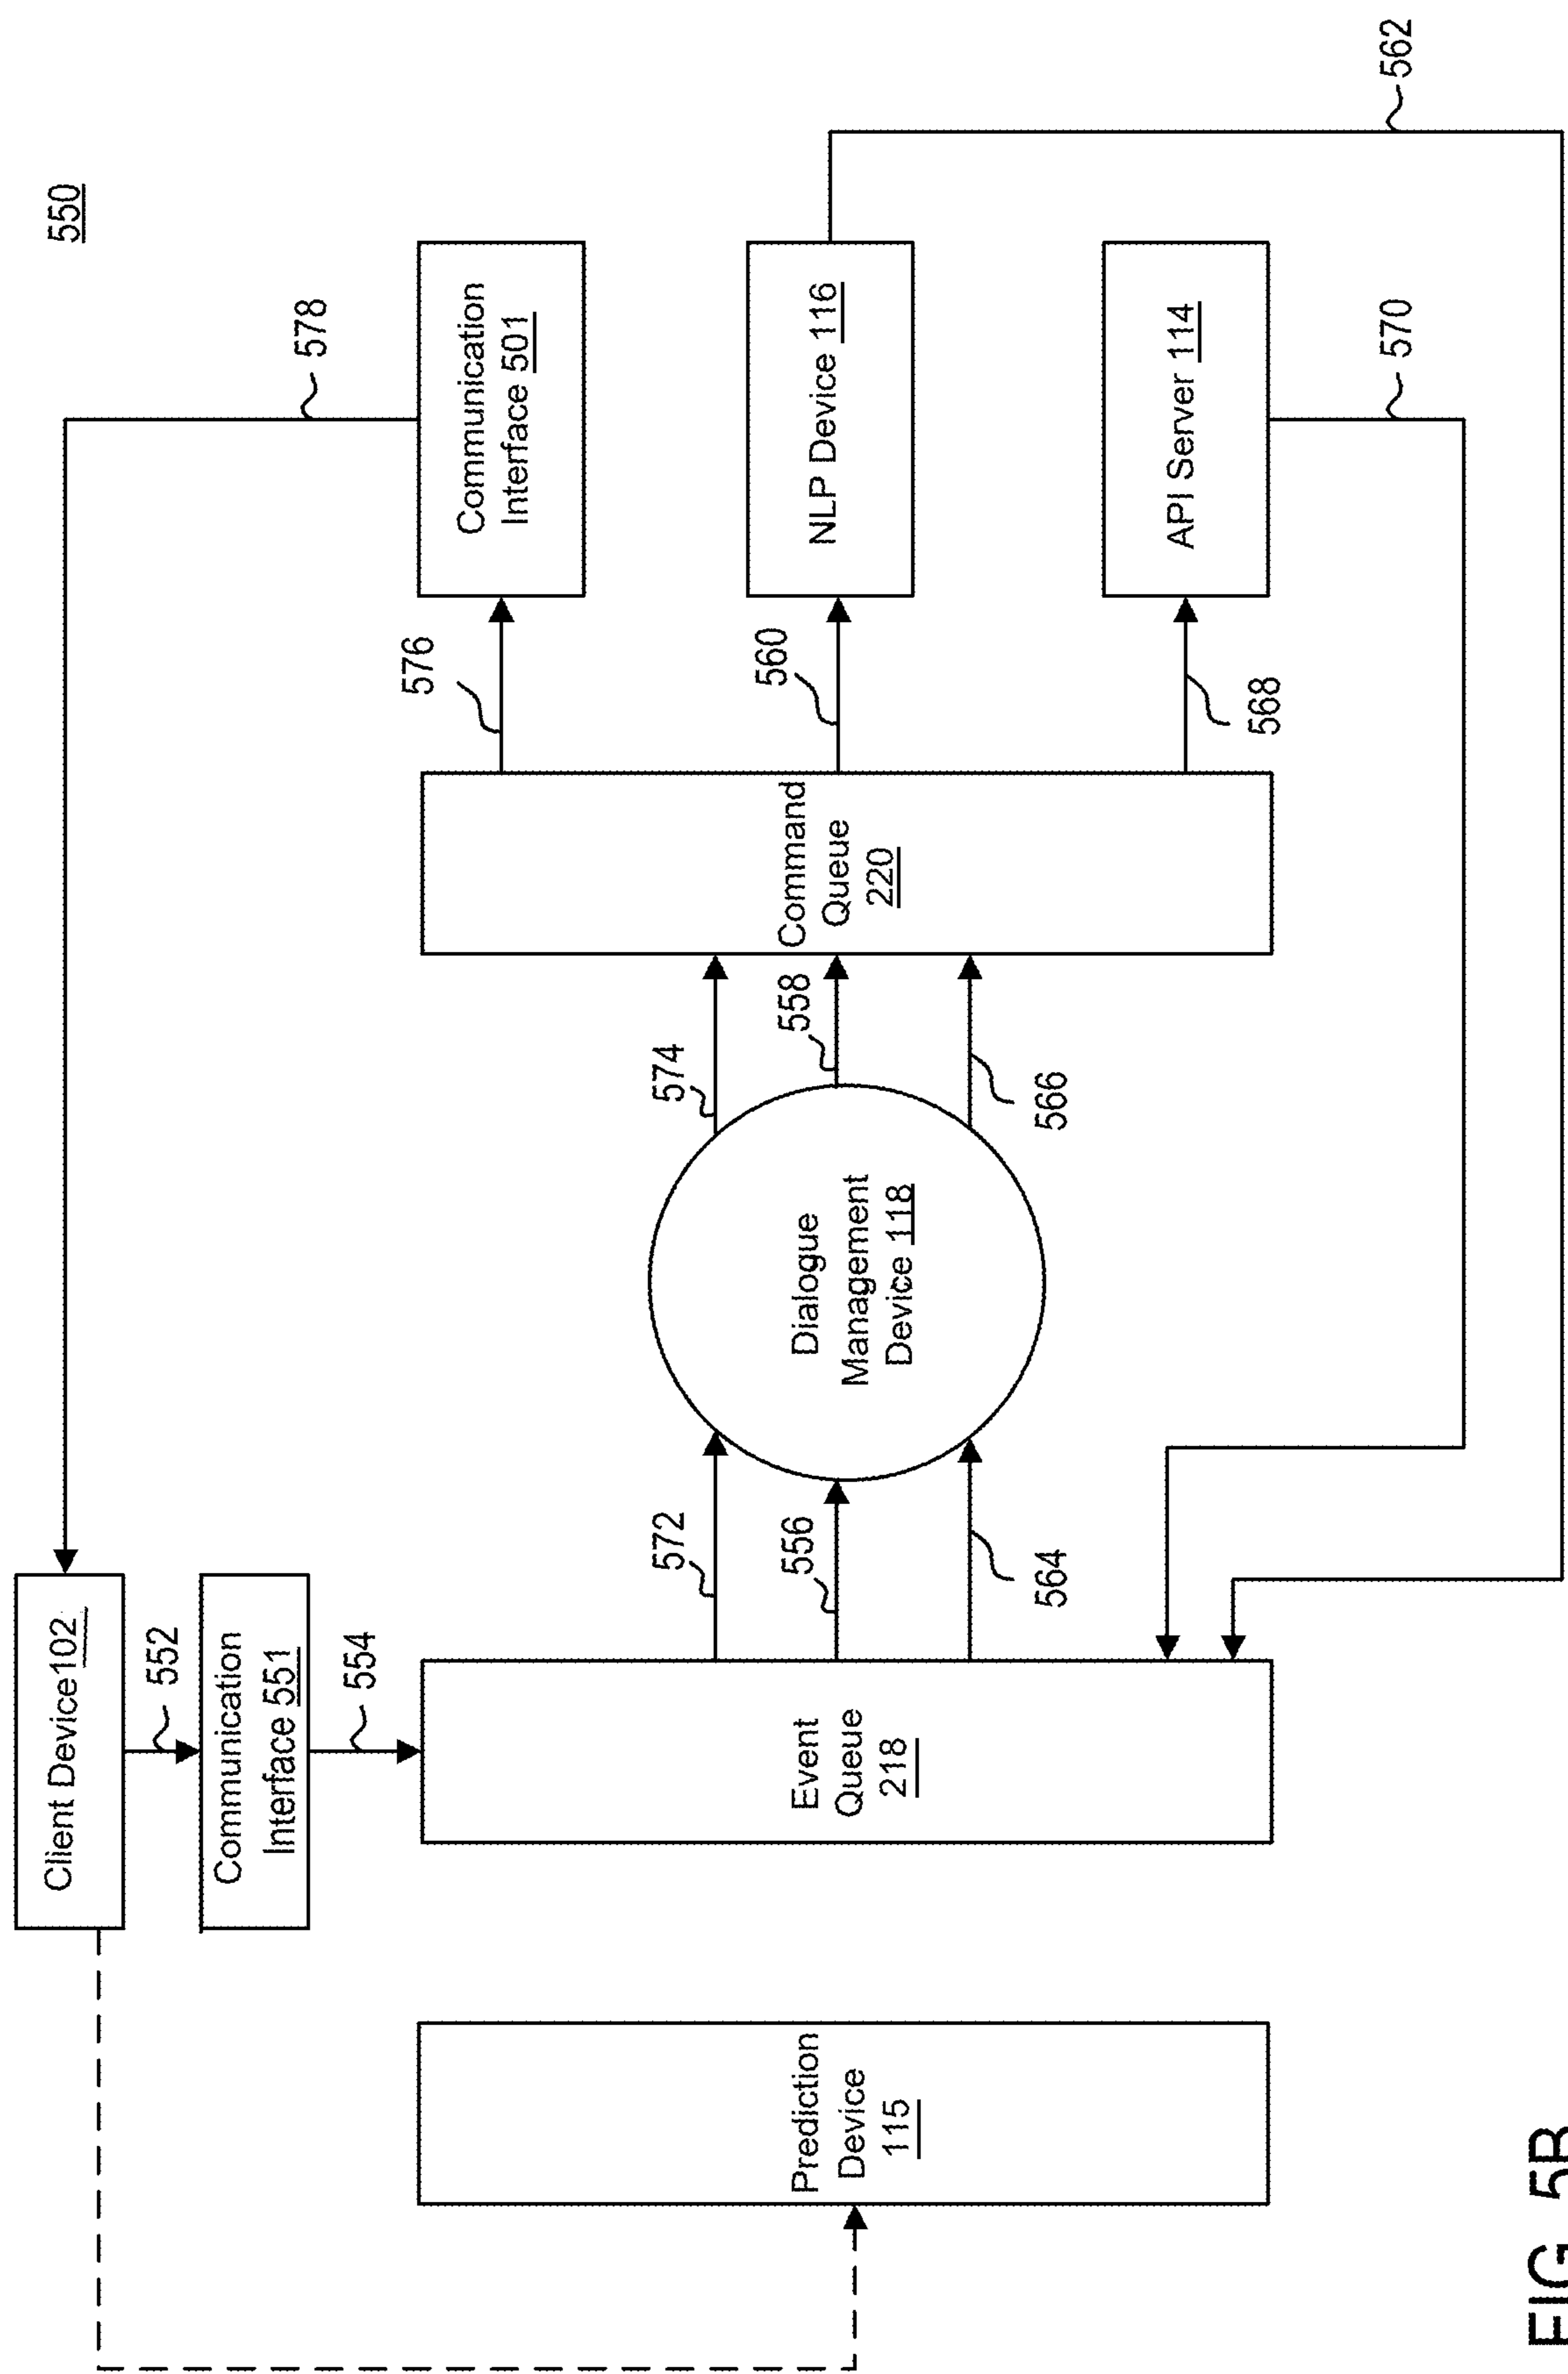 550
Client Device102
552
Communication
Interface 551
554
578
Communication
Interface 501
576
572
574
NLP Device 116
560
Prediction
Device
115
Event
Queue
218
556
Dialogue
Management
Device 118
558
Command
Queue
220
564
566
568
API Server 114
570
562
FIG. 5B